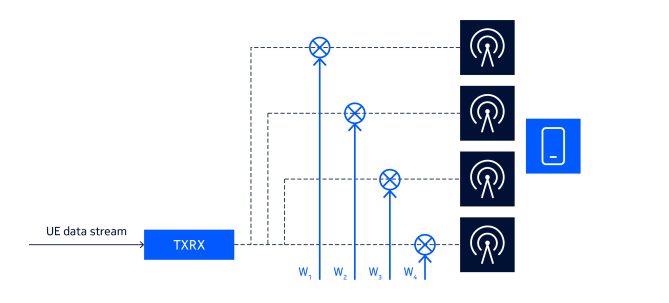 UE data stream
TXRX
W₁ W₂ W₃ W₄